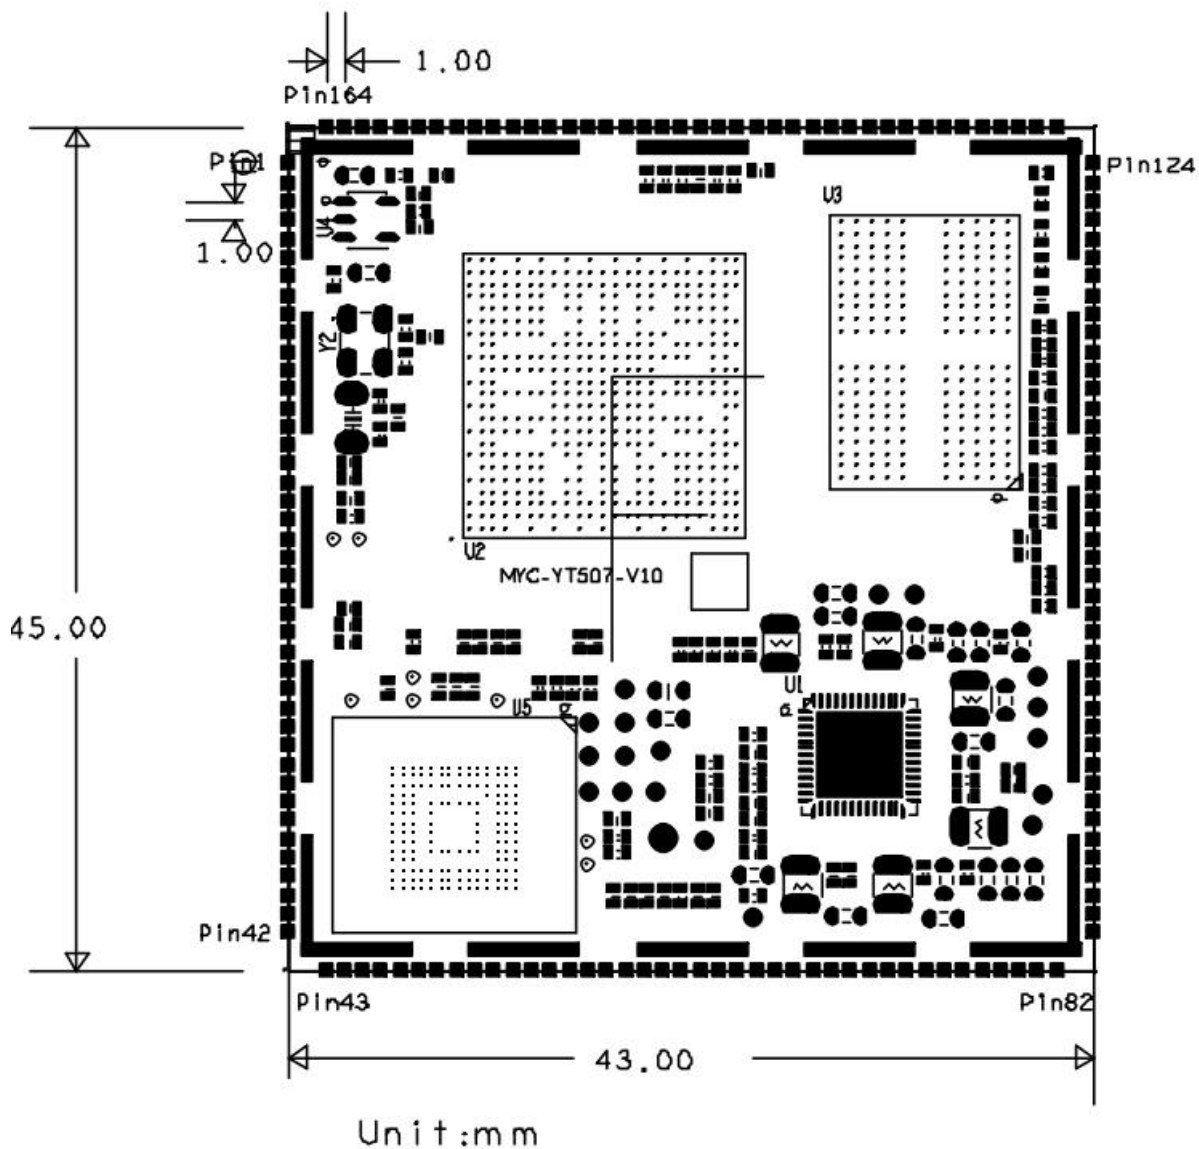 1.00
Pin164
Pin1
Pin124
U3
U4
1.00
Y2
U2
MYC-YT507-V10
45.00
U1
U5
Pin42
Pin43
Pin82
43.00
Unit:mm